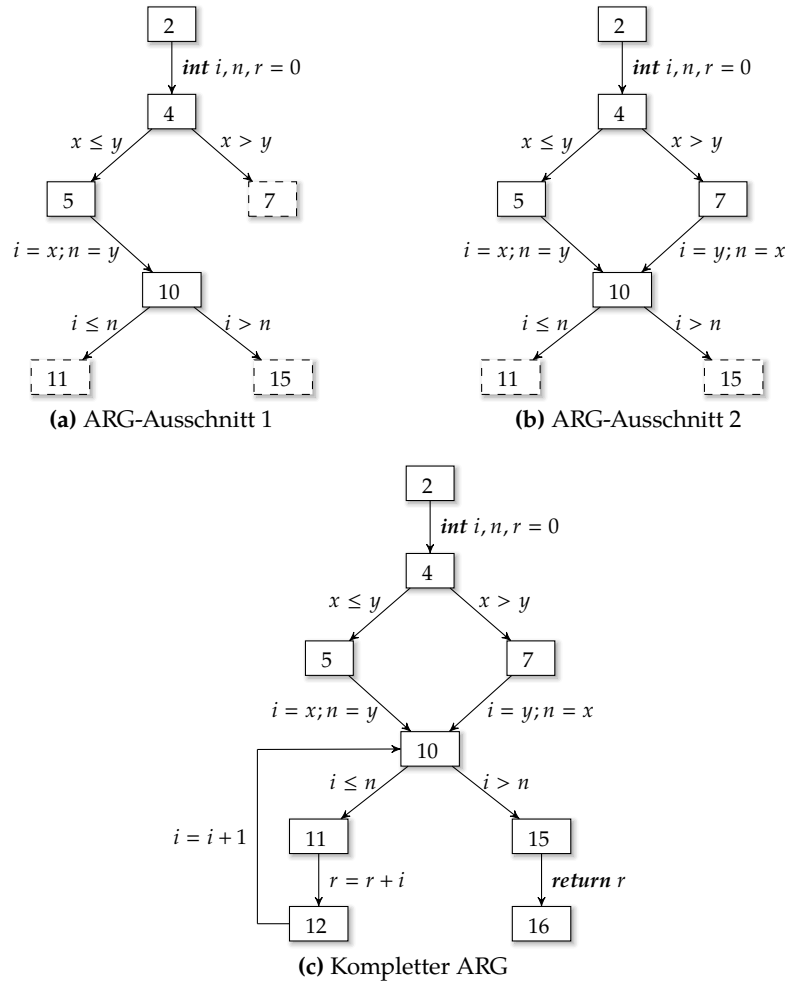 2
int i, n, r = 0
4
x ≤ y
x > y
5
7
i = x; n = y
10
i ≤ n
i > n
11
15
(a) ARG-Ausschnitt 1
2
int i, n, r = 0
4
x ≤ y
x > y
5
7
i = x; n = y
i = y; n = x
10
i ≤ n
i > n
11
15
(b) ARG-Ausschnitt 2
2
int i, n, r = 0
4
x ≤ y
x > y
5
7
i = x; n = y
i = y; n = x
10
i ≤ n
i > n
11
15
i = i + 1
r = r + i
return r
12
16
(c) Kompletter ARG